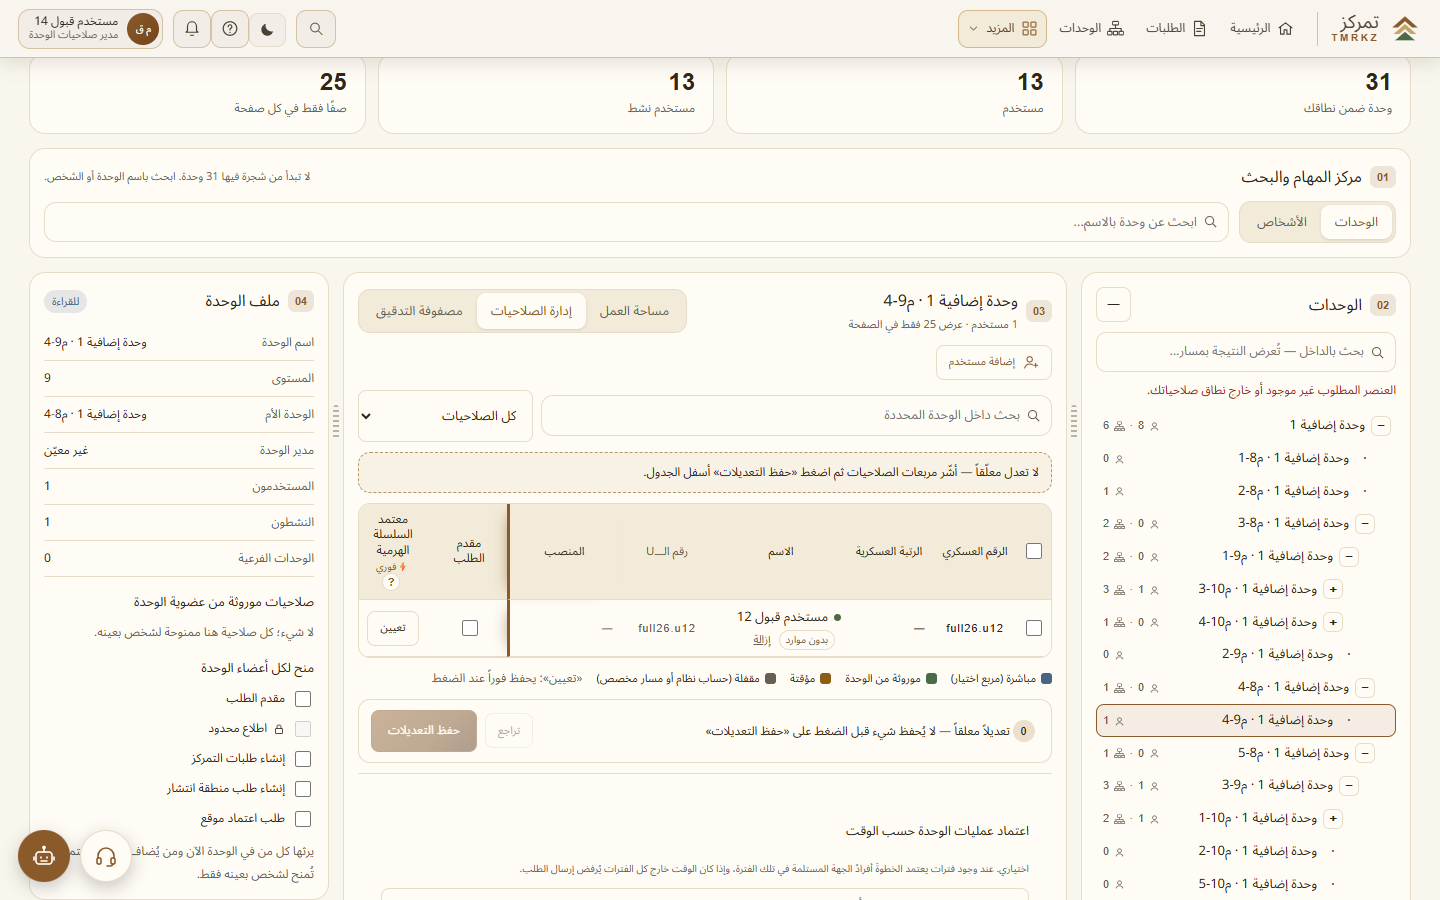 تمركز
TMRKZ
الرئيسية
الطلبات
الوحدات
المزيد
مستخدم قبول 14
مدير صلاحيات الوحدة
م ق
31
وحدة ضمن نطاقك
13
مستخدم
13
مستخدم نشط
25
صفًا فقط في كل صفحة
01 مركز المهام والبحث
لا تبدأ من شجرة فيها 31 وحدة. ابحث باسم الوحدة أو الشخص.
الوحدات
الأشخاص
ابحث عن وحدة بالاسم...
02 الوحدات
بحث بالداخل — تُعرض النتيجة بمسار...
العنصر المطلوب غير موجود أو خارج نطاق صلاحياتك.
وحدة إضافية 1 8 · 6
وحدة إضافية 1 · م8-1 0
وحدة إضافية 1 · م8-2 1
وحدة إضافية 1 · م8-3 0 · 2
وحدة إضافية 1 · م9-1 0 · 2
وحدة إضافية 1 · م10-3 1 · 3
وحدة إضافية 1 · م10-4 0 · 1
وحدة إضافية 1 · م9-2 0
وحدة إضافية 1 · م8-4 0 · 1
وحدة إضافية 1 · م9-4 1
وحدة إضافية 1 · م8-5 0 · 1
وحدة إضافية 1 · م9-3 1 · 3
وحدة إضافية 1 · م10-1 1 · 2
وحدة إضافية 1 · م10-2 0
وحدة إضافية 1 · م10-5 0
03 وحدة إضافية 1 · م9-4
1 مستخدم · عرض 25 فقط في الصفحة
مساحة العمل
إدارة الصلاحيات
مصفوفة التدقيق
إضافة مستخدم
بحث داخل الوحدة المحددة
كل الصلاحيات
لا تعدل معلّقاً — أشّر مربعات الصلاحيات ثم اضغط «حفظ التعديلات» أسفل الجدول.
الرقم العسكري
الرتبة العسكرية
الاسم
رقم الـــU
المنصب
مقدم الطلب
معتمد السلسلة الهرمية
فوري
?
full26.u12
—
مستخدم قبول 12
بدون موارد
إزالة
full26.u12
—
تعيين
مباشرة (مربع اختيار)
موروثة من الوحدة
مؤقتة
مقفلة (حساب نظام أو مسار مخصص)
«تعيين»: يحفظ فوراً عند الضغط
0 تعديلاً معلقاً — لا يُحفظ شيء قبل الضغط على «حفظ التعديلات»
تراجع
حفظ التعديلات
اعتماد عمليات الوحدة حسب الوقت
اختياري. عند وجود فترات يعتمد الخطوة أفرادُ الجهة المستلمة في تلك الفترة، وإذا كان الوقت خارج كل الفترات يُرفض إرسال الطلب.
04 ملف الوحدة
للقراءة
اسم الوحدة
وحدة إضافية 1 · م9-4
المستوى
9
الوحدة الأم
وحدة إضافية 1 · م8-4
مدير الوحدة
غير معيّن
المستخدمون
1
النشطون
1
الوحدات الفرعية
0
صلاحيات موروثة من عضوية الوحدة
لا شيء؛ كل صلاحية هنا ممنوحة لشخص بعينه.
منح لكل أعضاء الوحدة
مقدم الطلب
اطلاع محدود
إنشاء طلبات التمركز
إنشاء طلب منطقة انتشار
طلب اعتماد موقع
يرثها كل من في الوحدة الآن ومن يُضاف
تُمنح لشخص بعينه فقط.